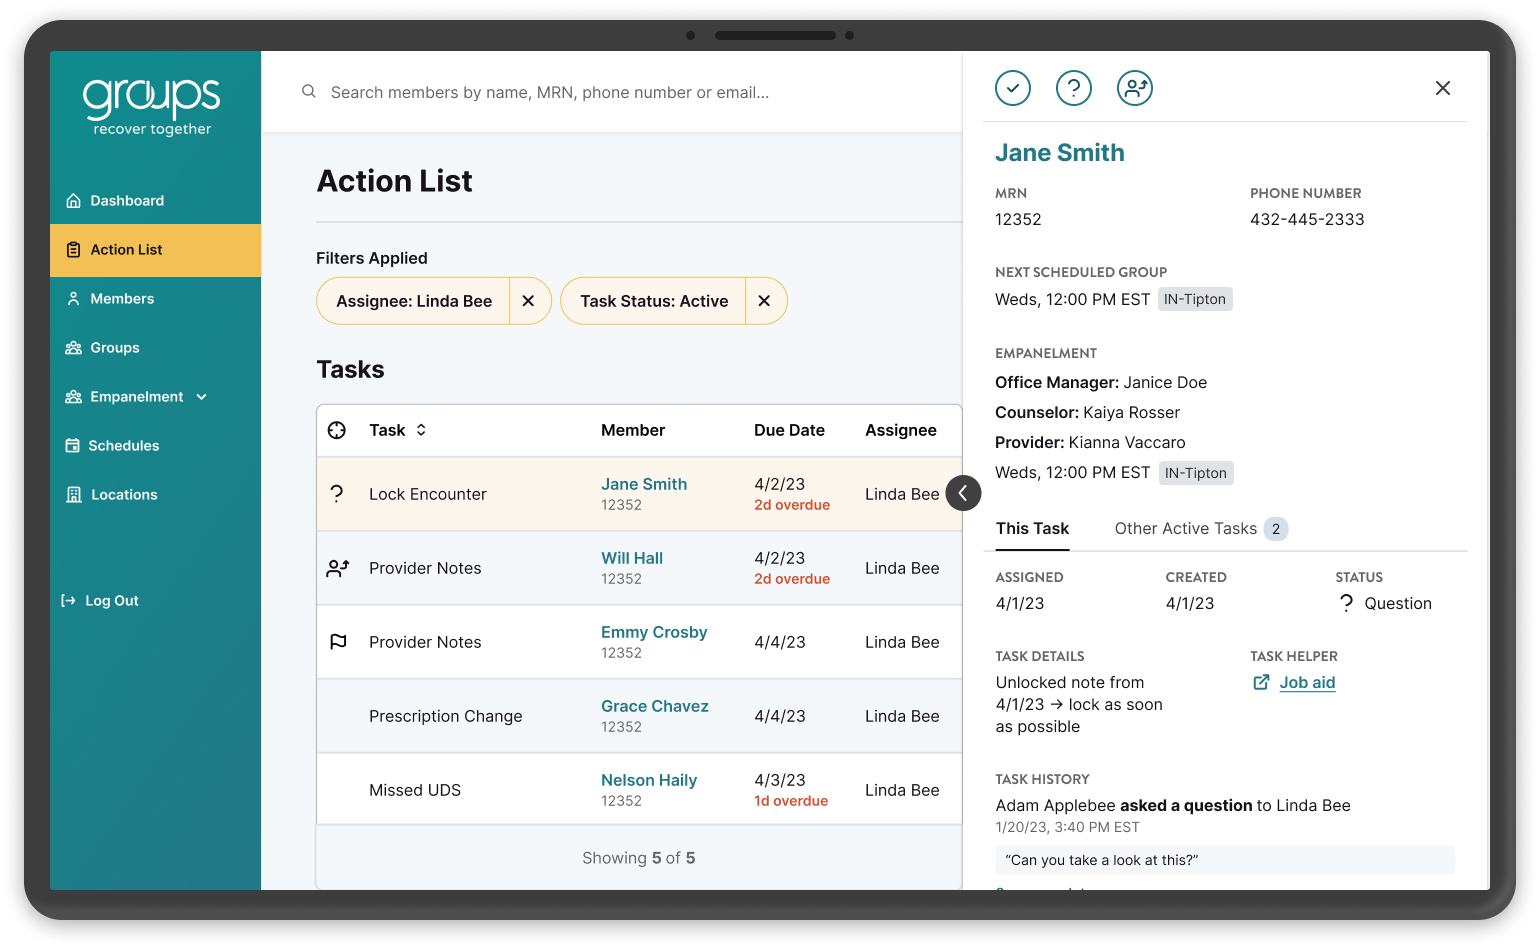 groups
recover together
Dashboard
Action List
Members
Groups
Empanelment
Schedules
Locations
Log Out
Search members by name, MRN, phone number or email...
Action List
Filters Applied
Assignee: Linda Bee
Task Status: Active
Tasks
Task Member Due Date Assignee
Lock Encounter Jane Smith 4/2/23 Linda Bee
12352 2d overdue
Provider Notes Will Hall 4/2/23 Linda Bee
12352 2d overdue
Provider Notes Emmy Crosby 4/4/23 Linda Bee
12352
Prescription Change Grace Chavez 4/4/23 Linda Bee
12352
Missed UDS Nelson Haily 4/3/23 Linda Bee
12352 1d overdue
Showing 5 of 5
Jane Smith
MRN PHONE NUMBER
12352 432-445-2333
NEXT SCHEDULED GROUP
Weds, 12:00 PM EST IN-Tipton
EMPANELMENT
Office Manager: Janice Doe
Counselor: Kaiya Rosser
Provider: Kianna Vaccaro
Weds, 12:00 PM EST IN-Tipton
This Task Other Active Tasks 2
ASSIGNED CREATED STATUS
4/1/23 4/1/23 ? Question
TASK DETAILS TASK HELPER
Unlocked note from Job aid
4/1/23 → lock as soon
as possible
TASK HISTORY
Adam Applebee asked a question to Linda Bee
1/20/23, 3:40 PM EST
“Can you take a look at this?”